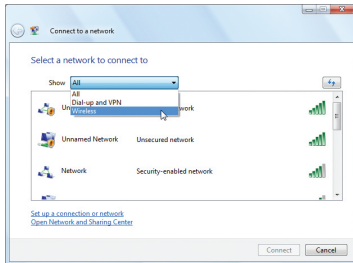 Connect to a network
Select a network to connect to
Show All
All
Dial-up and VPN
Wireless
Un
work
Unnamed Network Unsecured network
Network Security-enabled network
Set up a connection or network
Open Network and Sharing Center
Connect Cancel